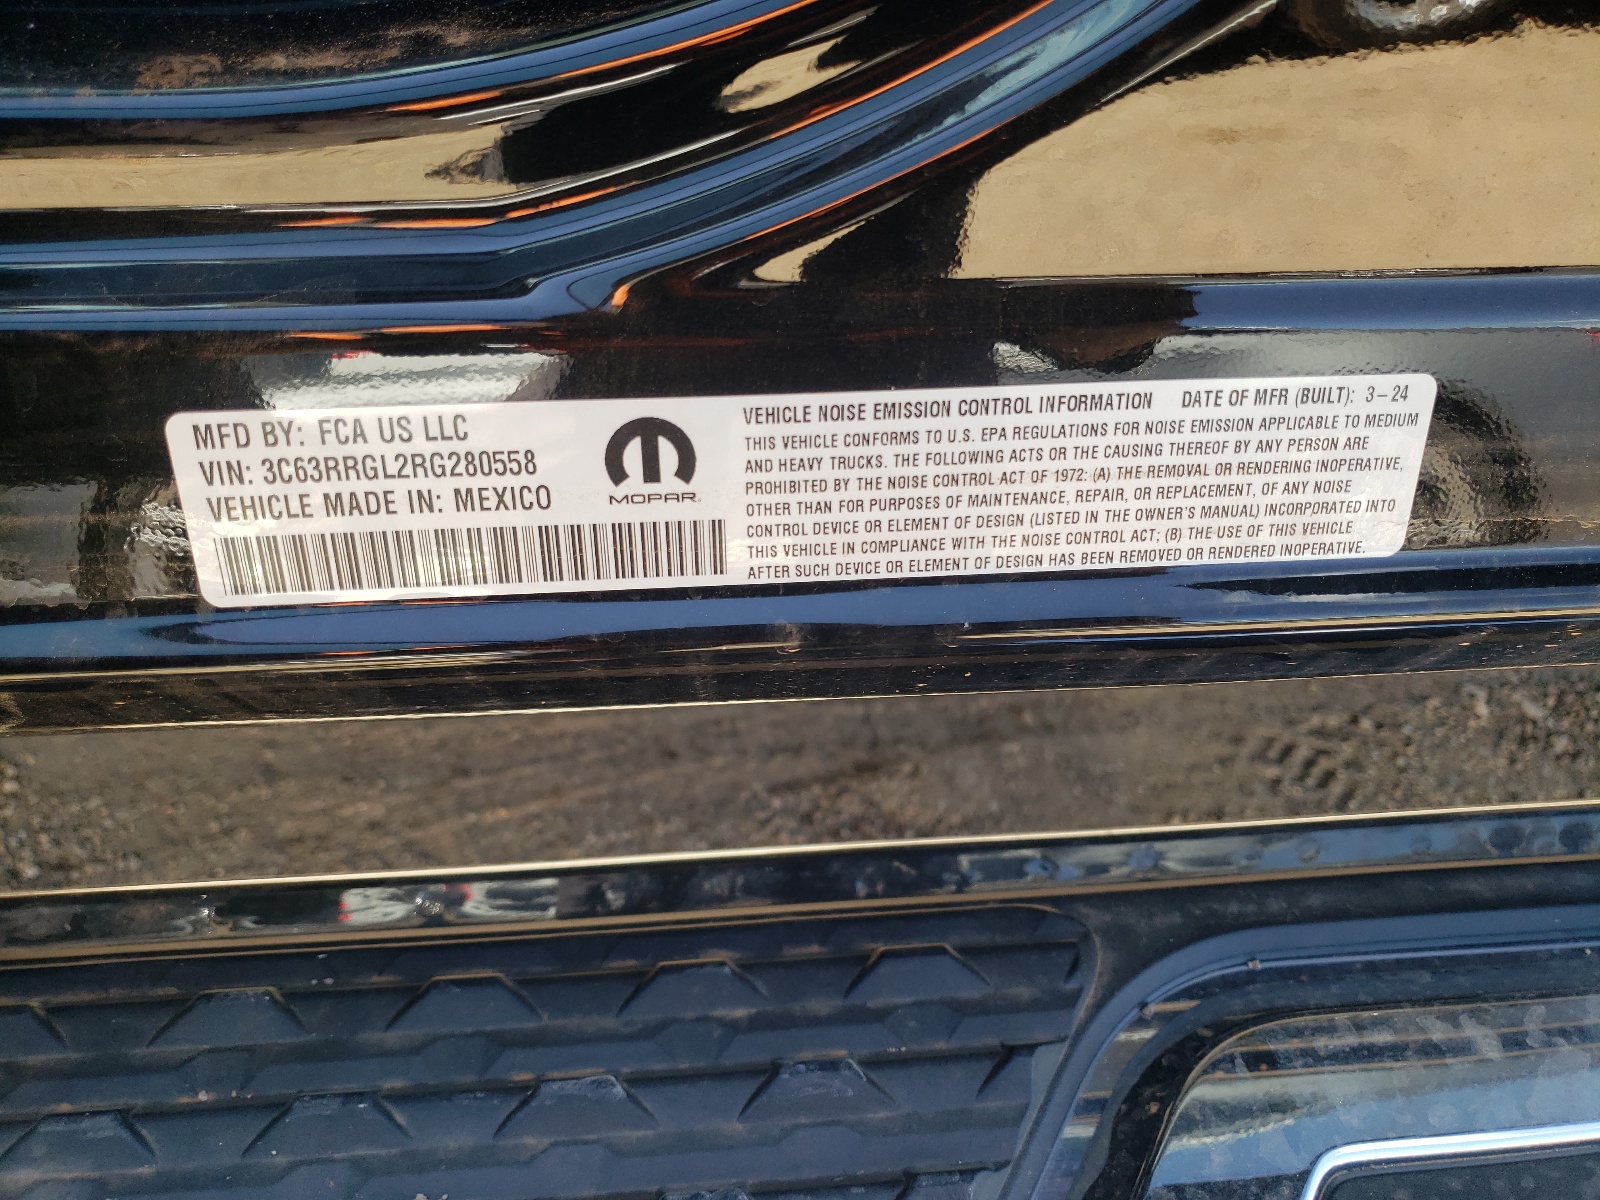 MFD BY: FCA US LLC
VIN: 3C63RRGL2RG280558
VEHICLE MADE IN: MEXICO
MOPAR
VEHICLE NOISE EMISSION CONTROL INFORMATION DATE OF MFR (BUILT): 3-24
THIS VEHICLE CONFORMS TO U.S. EPA REGULATIONS FOR NOISE EMISSION APPLICABLE TO MEDIUM
AND HEAVY TRUCKS. THE FOLLOWING ACTS OR THE CAUSING THEREOF BY ANY PERSON ARE
PROHIBITED BY THE NOISE CONTROL ACT OF 1972: (A) THE REMOVAL OR RENDERING INOPERATIVE,
OTHER THAN FOR PURPOSES OF MAINTENANCE, REPAIR, OR REPLACEMENT, OF ANY NOISE
CONTROL DEVICE OR ELEMENT OF DESIGN (LISTED IN THE OWNER'S MANUAL) INCORPORATED INTO
THIS VEHICLE IN COMPLIANCE WITH THE NOISE CONTROL ACT; (B) THE USE OF THIS VEHICLE
AFTER SUCH DEVICE OR ELEMENT OF DESIGN HAS BEEN REMOVED OR RENDERED INOPERATIVE.